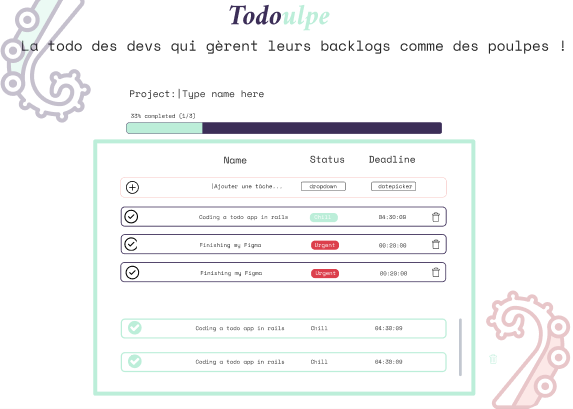 Todoulpe
La todo des devs qui gèrent leurs backlogs comme des poulpes !
Project:|Type name here
33% completed (1/3)
Name Status Deadline
|Ajouter une tâche... dropdown datepicker
Coding a todo app in rails Chill 04:30:09
Finishing my Figma Urgent 00:20:00
Finishing my Figma Urgent 00:20:00
Coding a todo app in rails Chill 04:30:09
Coding a todo app in rails Chill 04:30:09